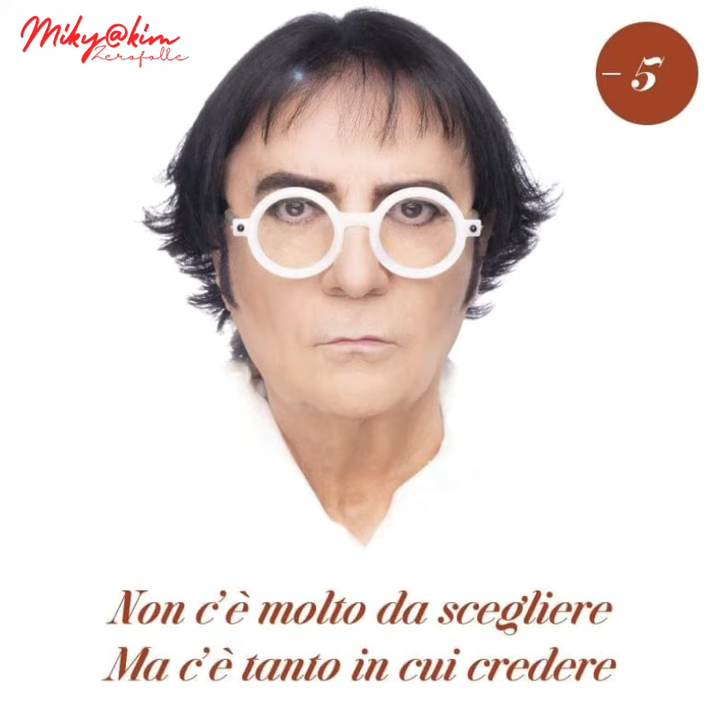 Miky@kim
Zerofolle
- 5
Non c'è molto da scegliere
Ma c'è tanto in cui credere